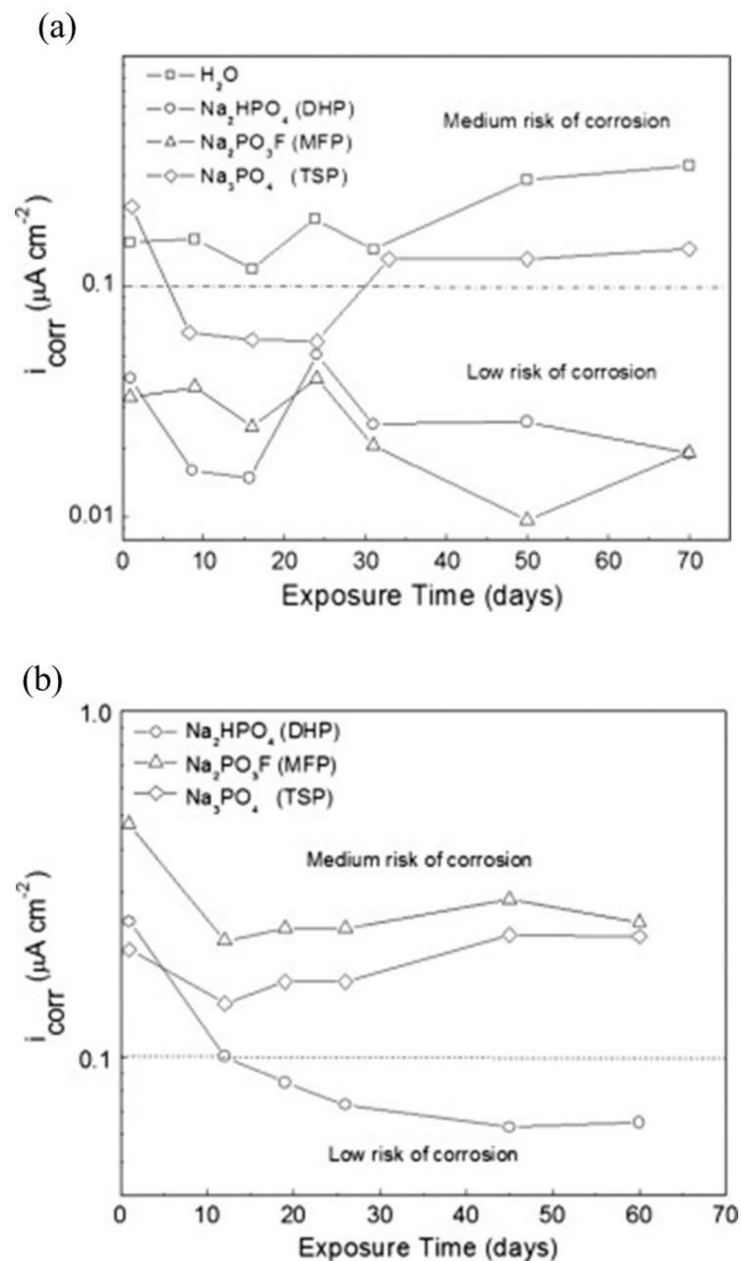 (a)
H₂O
Na₂HPO₄ (DHP)
Na₂PO₃F (MFP)
Na₃PO₄ (TSP)
Medium risk of corrosion
Low risk of corrosion
0.1
0.01
i_corr (μA cm⁻²)
0 10 20 30 40 50 60 70
Exposure Time (days)
(b)
1.0
Na₂HPO₄ (DHP)
Na₂PO₃F (MFP)
Na₃PO₄ (TSP)
Medium risk of corrosion
0.1
Low risk of corrosion
i_corr (μA cm⁻²)
0 10 20 30 40 50 60 70
Exposure Time (days)